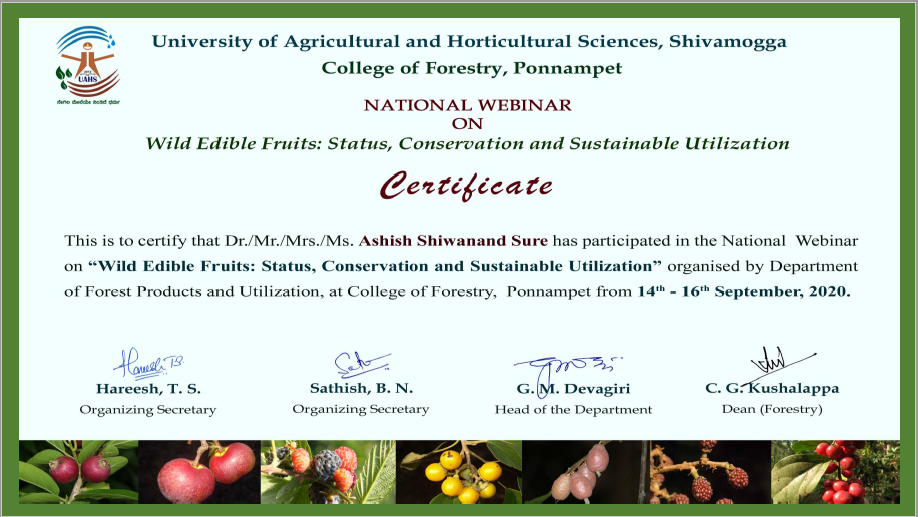 University of Agricultural and Horticultural Sciences, Shivamogga
College of Forestry, Ponnampet
UAHS
NATIONAL WEBINAR
ON
Wild Edible Fruits: Status, Conservation and Sustainable Utilization
Certificate
This is to certify that Dr./Mr./Mrs./Ms. Ashish Shiwanand Sure has participated in the National Webinar
on “Wild Edible Fruits: Status, Conservation and Sustainable Utilization” organised by Department
of Forest Products and Utilization, at College of Forestry, Ponnampet from 14th - 16th September, 2020.
Hareesh T.S.
Hareesh, T. S.
Organizing Secretary
Sathish, B. N.
Organizing Secretary
G. M. Devagiri
Head of the Department
C. G. Kushalappa
Dean (Forestry)